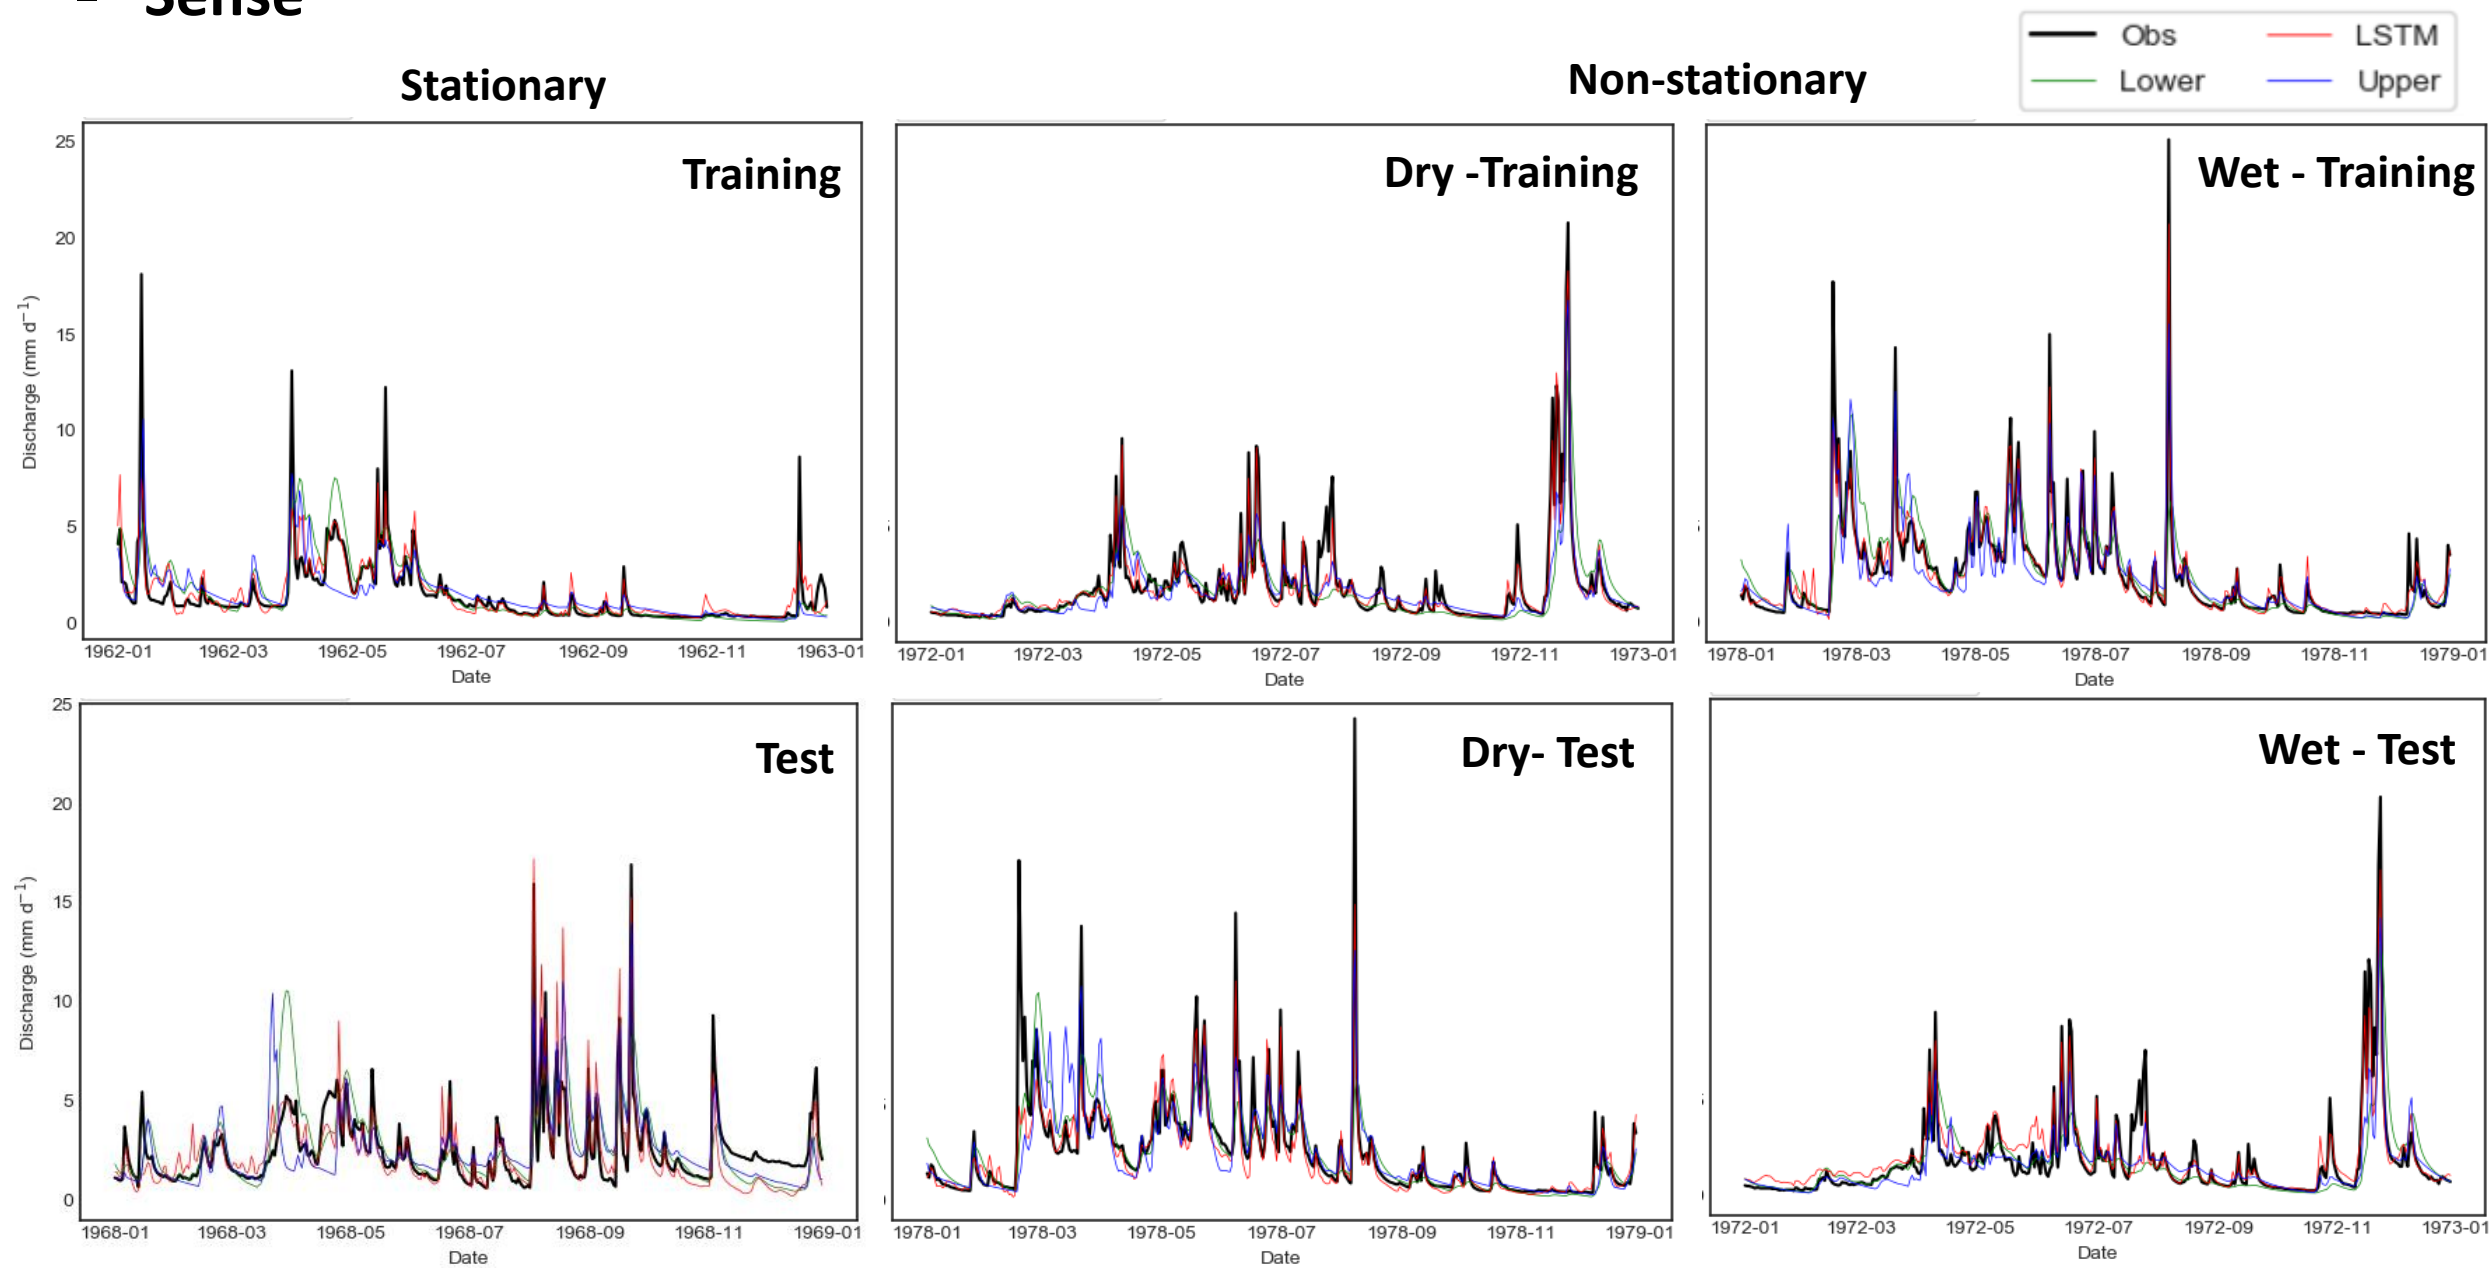 ▪ Sense
Obs LSTM
Lower Upper
Stationary
Non-stationary
Training
Dry -Training
Wet - Training
25
20
15
10
5
0
Discharge (mm d⁻¹)
1962-01 1962-03 1962-05 1962-07 1962-09 1962-11 1963-01
Date
1972-01 1972-03 1972-05 1972-07 1972-09 1972-11 1973-01
Date
1978-01 1978-03 1978-05 1978-07 1978-09 1978-11 1979-01
Date
Test
Dry- Test
Wet - Test
25
20
15
10
5
0
Discharge (mm d⁻¹)
1968-01 1968-03 1968-05 1968-07 1968-09 1968-11 1969-01
Date
1978-01 1978-03 1978-05 1978-07 1978-09 1978-11 1979-01
Date
1972-01 1972-03 1972-05 1972-07 1972-09 1972-11 1973-01
Date